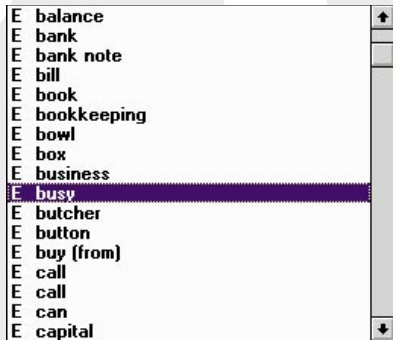 E balance
E bank
E bank note
E bill
E book
E bookkeeping
E bowl
E box
E business
E busy
E butcher
E button
E buy (from)
E call
E call
E can
E capital